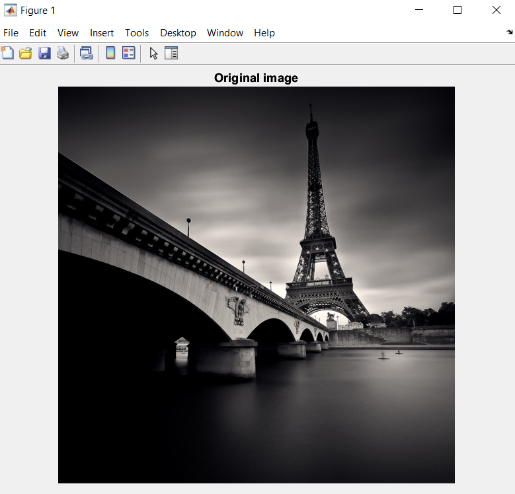 Figure 1
File Edit View Insert Tools Desktop Window Help
Original image